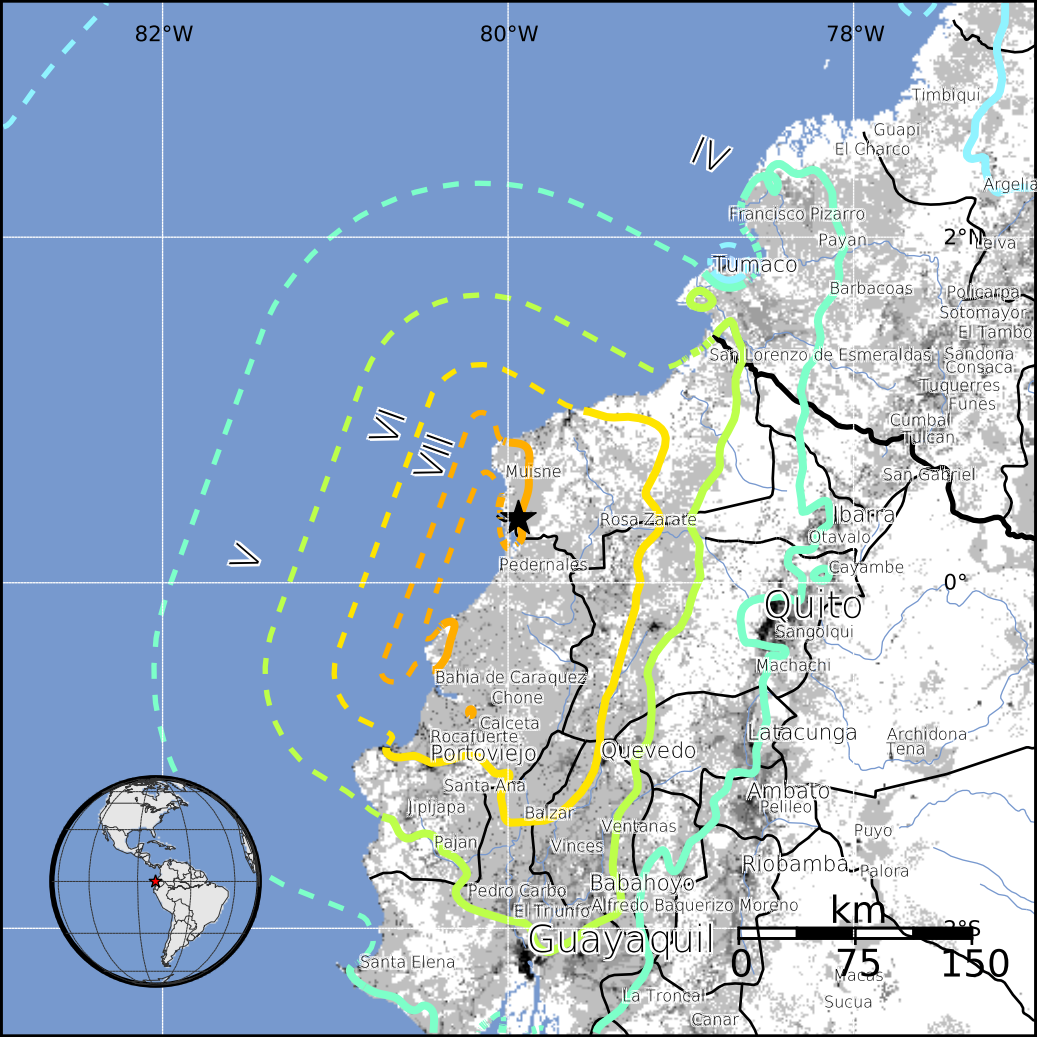 82°W
80°W
78°W
Timbiqui
Guapi
El Charco
IV
Argelia
Francisco Pizarro
Payan
2°N
Leiva
Tumaco
Barbacoas
Policarpa
Sotomayor
El Tambo
San Lorenzo de Esmeraldas
Sandona
Consaca
Tuquerres
Funes
VI
Cumbal
Tulcan
VII
Muisne
San Gabriel
Rosa Zarate
Ibarra
Otavalo
V
Pedernales
Cayambe
0°
Quito
Sangolqui
Machachi
Bahia de Caraquez
Chone
Calceta
Rocafuerte
Portoviejo
Quevedo
Latacunga
Archidona
Tena
Santa Ana
Ambato
Pelileo
Jipijapa
Balzar
Ventanas
Puyo
Pajan
Vinces
Riobamba
Palora
Babahoyo
Pedro Carbo
El Triunfo
Alfredo Baquerizo Moreno
km
2°S
Guayaquil
Santa Elena
0
75
150
Macas
La Troncal
Sucua
Canar